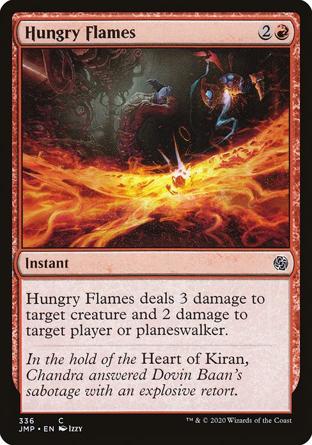 Hungry Flames 2
Instant
Hungry Flames deals 3 damage to
target creature and 2 damage to
target player or planeswalker.
In the hold of the Heart of Kiran,
Chandra answered Dovin Baan's
sabotage with an explosive retort.
336 C
JMP • EN Izzy
™ & © 2020 Wizards of the Coast